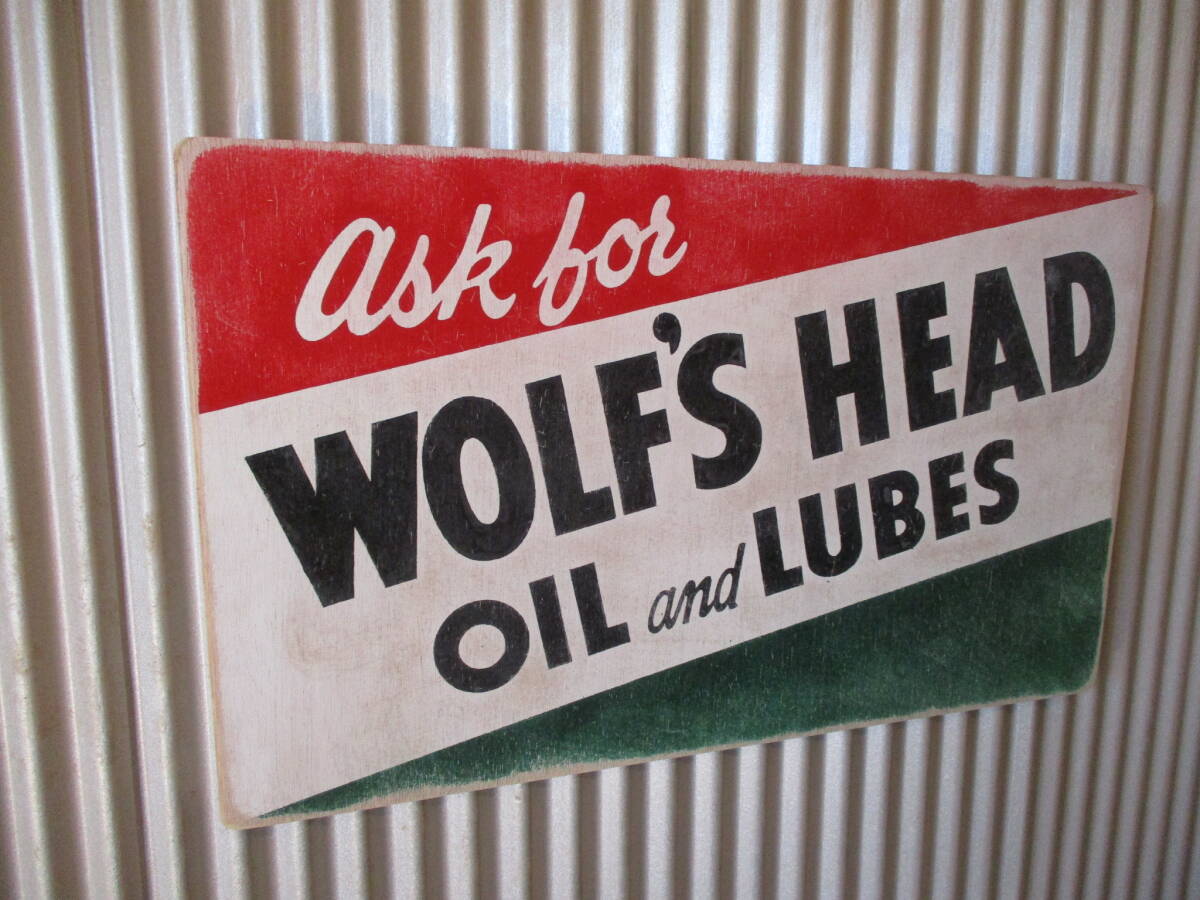 Ask for
WOLF'S HEAD
OIL and LUBES